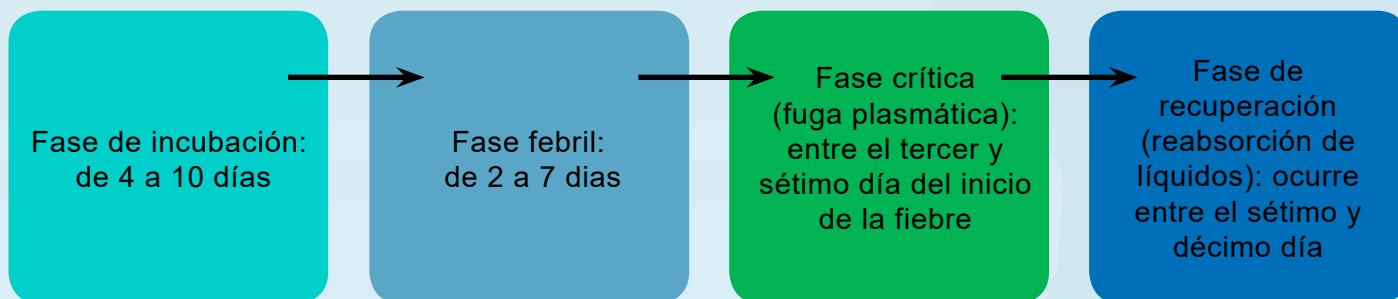 Fase de incubación:
de 4 a 10 días
Fase febril:
de 2 a 7 dias
Fase crítica
(fuga plasmática):
entre el tercer y
sétimo día del inicio
de la fiebre
Fase de
recuperación
(reabsorción de
líquidos): ocurre
entre el sétimo y
décimo día